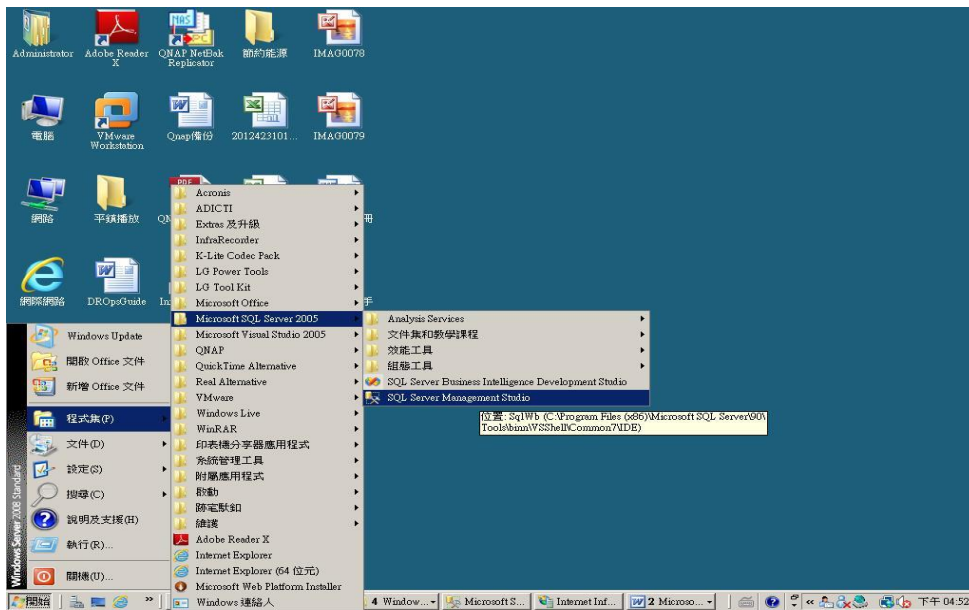 Administrator
Adobe Reader X
QNAP NetBak Replicator
節約能源
IMAG0078
電腦
VMware Workstation
Qnap備份
2012423101...
IMAG0079
網路
平鎮播放
網際網路
DROpsGuide
Acronis
ADICTI
Extras 及升級
InfraRecorder
K-Lite Codec Pack
LG Power Tools
LG Tool Kit
Microsoft Office
Microsoft SQL Server 2005
Microsoft Visual Studio 2005
QNAP
QuickTime Alternative
Real Alternative
VMware
Windows Live
WinRAR
印表機分享器應用程式
系統管理工具
附屬應用程式
啟動
維護
Adobe Reader X
Internet Explorer
Internet Explorer (64 位元)
Microsoft Web Platform Installer
Windows 連絡人
Analysis Services
文件集和教學課程
效能工具
組態工具
SQL Server Business Intelligence Development Studio
SQL Server Management Studio
位置: SqlWb (C:\Program Files (x86)\Microsoft SQL Server\90\
Tools\binn\VSShell\Common7\IDE)
Windows Update
開啟 Office 文件
新增 Office 文件
程式集(P)
文件(D)
設定(S)
搜尋(C)
說明及支援(H)
執行(R)...
關機(U)...
Windows Server 2008 Standard
開始
4 Window...
Microsoft S...
Internet Inf...
2 Microso...
下午 04:52